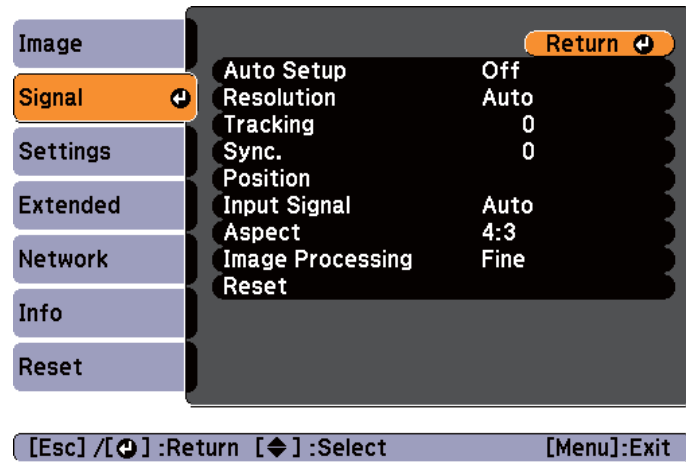 Image
Signal
Settings
Extended
Network
Info
Reset
Return
Auto Setup Off
Resolution Auto
Tracking 0
Sync. 0
Position
Input Signal Auto
Aspect 4:3
Image Processing Fine
Reset
[Esc] /[⏎] :Return [◆] :Select [Menu]:Exit